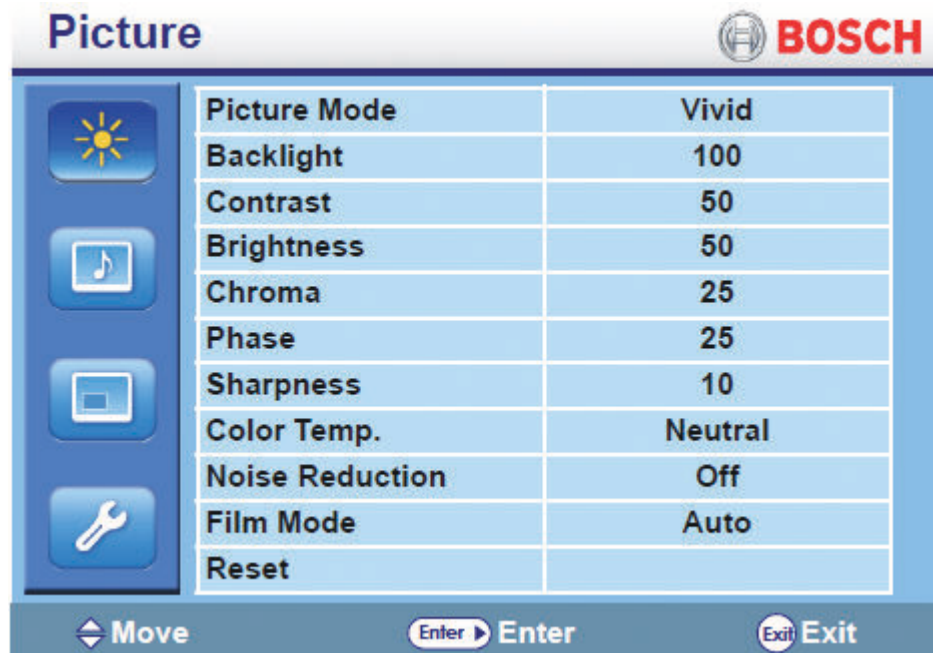 Picture BOSCH
Picture Mode Vivid
Backlight 100
Contrast 50
Brightness 50
Chroma 25
Phase 25
Sharpness 10
Color Temp. Neutral
Noise Reduction Off
Film Mode Auto
Reset
Move Enter Enter Exit Exit